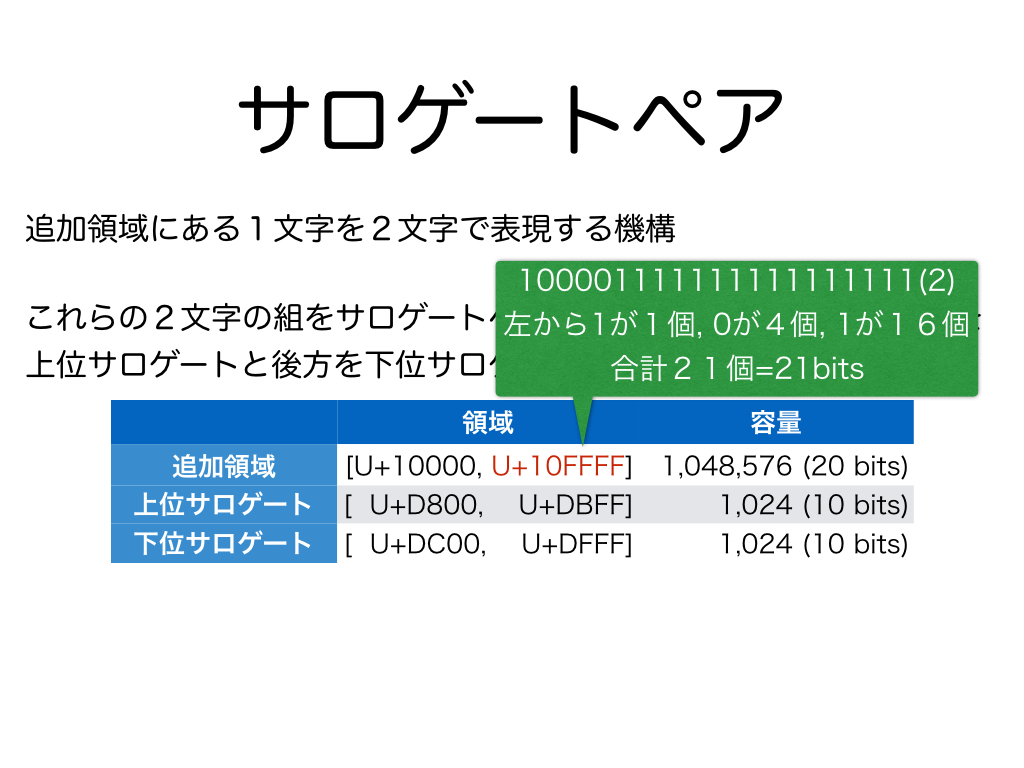 サロゲートペア
追加領域にある１文字を２文字で表現する機構
100001111111111111111(2)
左から1が１個, 0が４個, 1が１６個
合計２１個=21bits
これらの２文字の組をサロゲート
上位サロゲートと後方を下位サロ
領域 容量
追加領域 [U+10000, U+10FFFF] 1,048,576 (20 bits)
上位サロゲート [ U+D800, U+DBFF] 1,024 (10 bits)
下位サロゲート [ U+DC00, U+DFFF] 1,024 (10 bits)